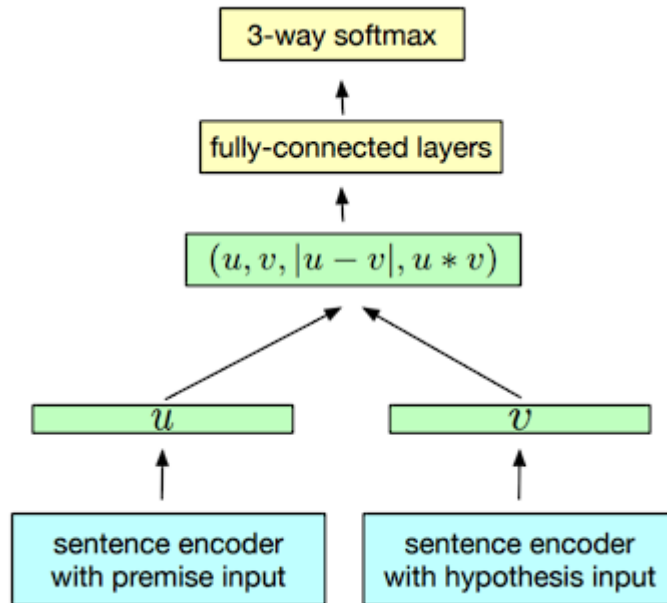 3-way softmax
fully-connected layers
(u, v, |u − v|, u ∗ v)
u
v
sentence encoder
with premise input
sentence encoder
with hypothesis input